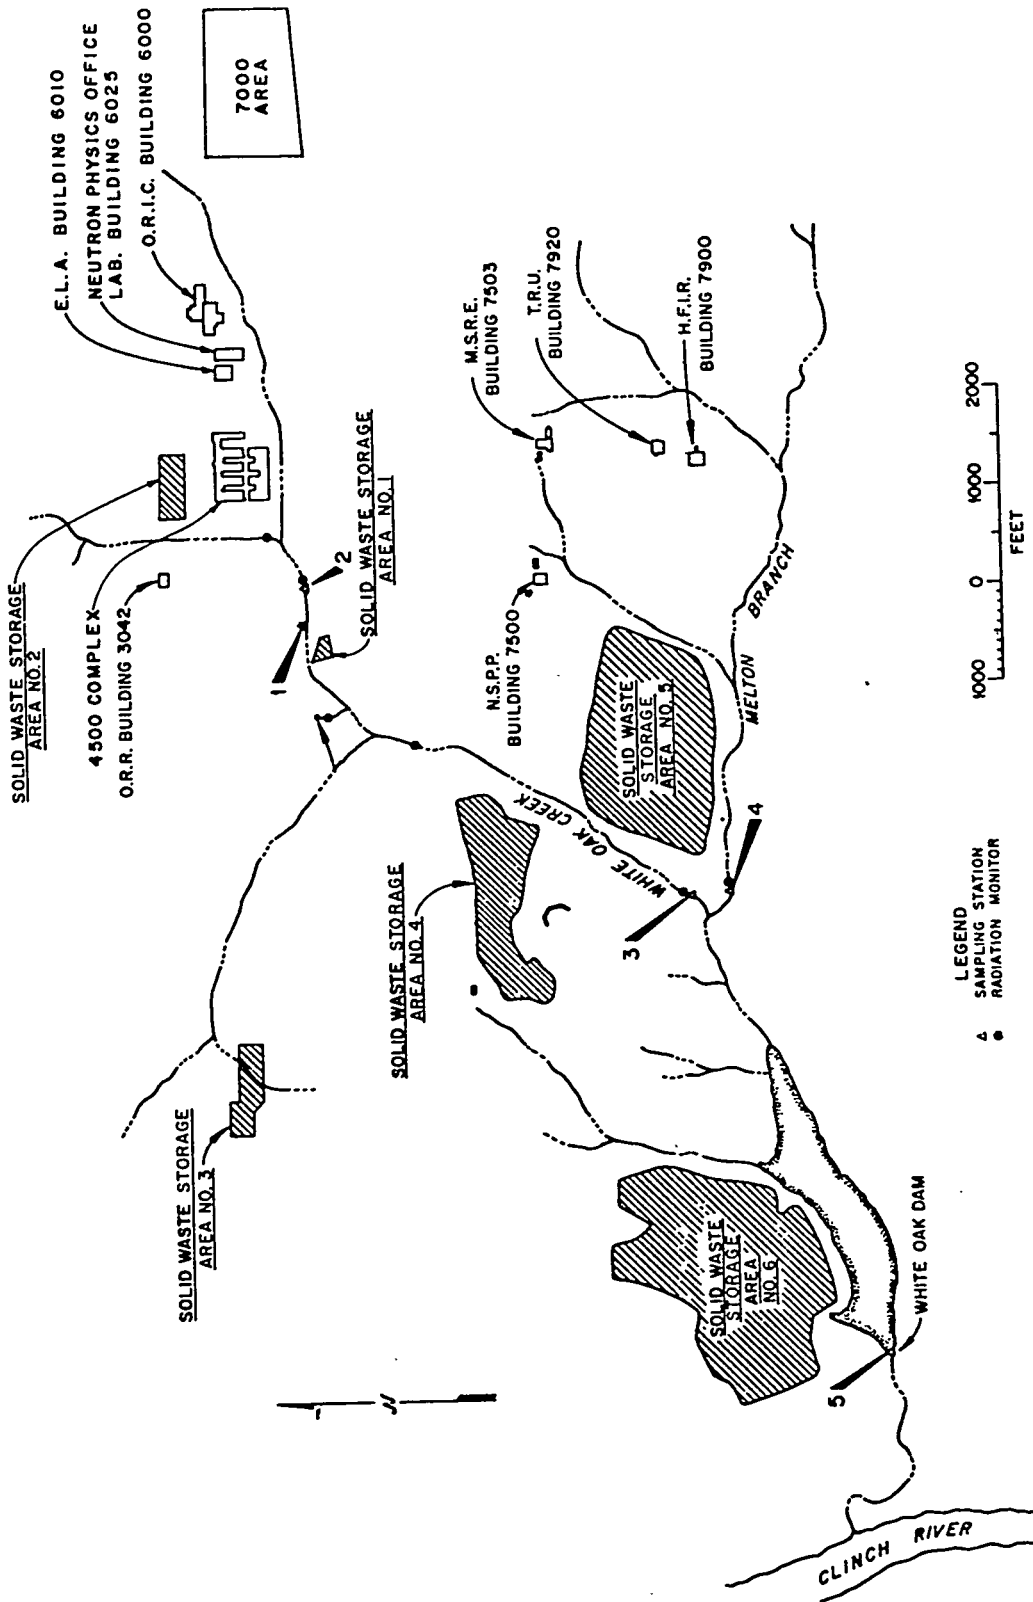 E.L.A. BUILDING 6010
NEUTRON PHYSICS OFFICE
LAB. BUILDING 6025
O.R.I.C. BUILDING 6000
7000
AREA
SOLID WASTE STORAGE
AREA NO. 2
4500 COMPLEX
O.R.R. BUILDING 3042
2
1
SOLID WASTE STORAGE
AREA NO. 1
M.S.R.E.
BUILDING 7503
T.R.U.
BUILDING 7920
H.F.I.R.
BUILDING 7900
N.S.P.P.
BUILDING 7500
SOLID WASTE
STORAGE
AREA NO. 5
MELTON
BRANCH
WHITE OAK CREEK
4
3
SOLID WASTE STORAGE
AREA NO. 4
SOLID WASTE STORAGE
AREA NO. 3
SOLID WASTE
STORAGE
AREA
NO. 6
5
WHITE OAK DAM
CLINCH RIVER
N
LEGEND
SAMPLING STATION
RADIATION MONITOR
1000 0 1000 2000
FEET